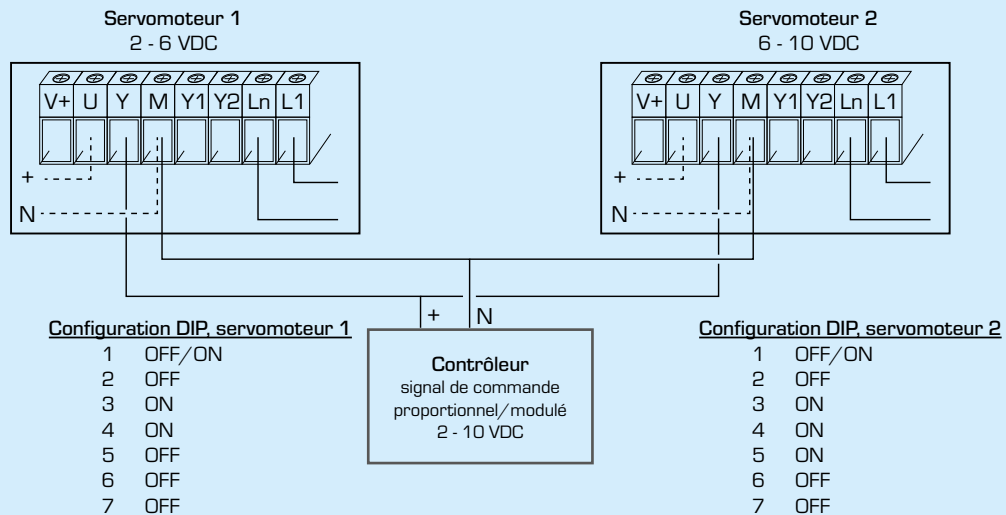 Servomoteur 1
2 - 6 VDC
V+ U Y M Y1 Y2 Ln L1
+
N
Servomoteur 2
6 - 10 VDC
V+ U Y M Y1 Y2 Ln L1
+
N
+ N
Contrôleur
signal de commande
proportionnel/modulé
2 - 10 VDC
Configuration DIP, servomoteur 1
1 OFF/ON
2 OFF
3 ON
4 ON
5 OFF
6 OFF
7 OFF
Configuration DIP, servomoteur 2
1 OFF/ON
2 OFF
3 ON
4 ON
5 ON
6 OFF
7 OFF